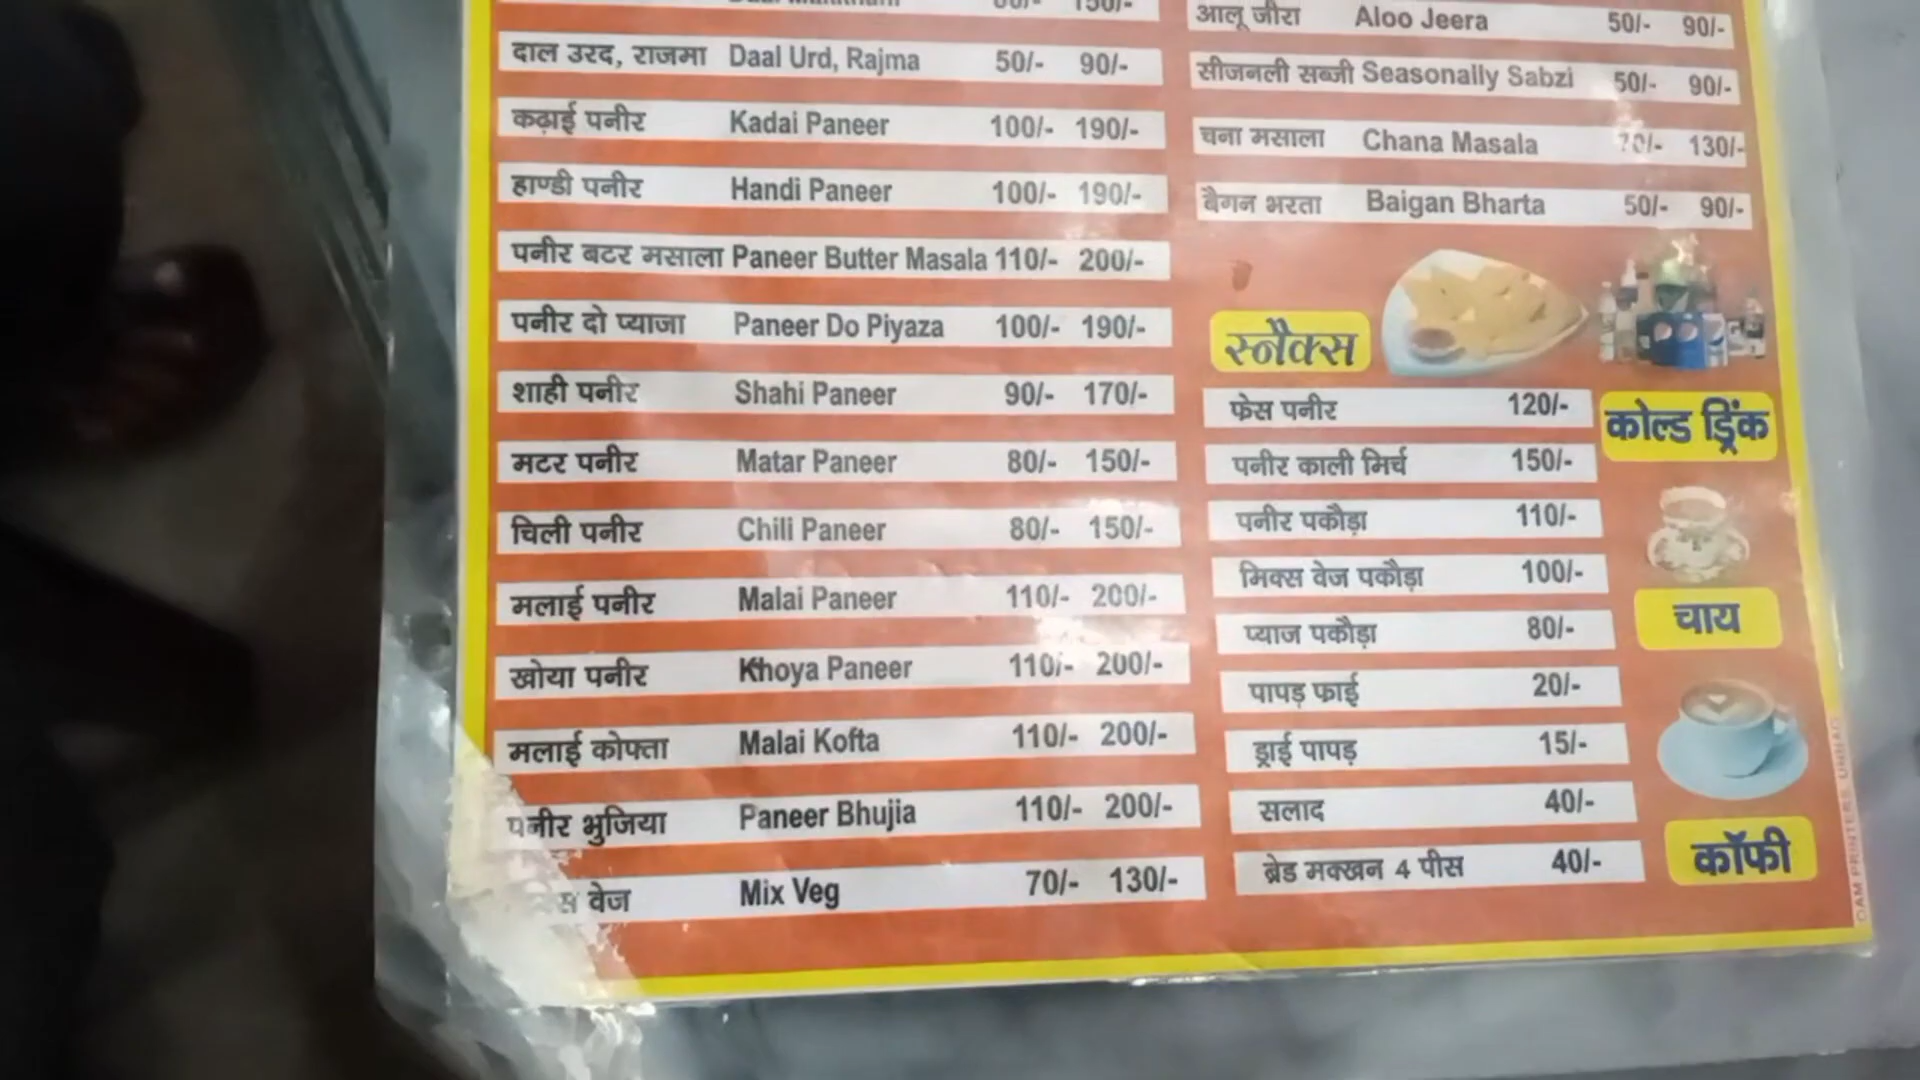 150/-
दाल उरद, राजमा Daal Urd, Rajma 50/- 90/-
कढ़ाई पनीर Kadai Paneer 100/- 190/-
हाण्डी पनीर Handi Paneer 100/- 190/-
पनीर बटर मसाला Paneer Butter Masala 110/- 200/-
पनीर दो प्याजा Paneer Do Piyaza 100/- 190/-
शाही पनीर Shahi Paneer 90/- 170/-
मटर पनीर Matar Paneer 80/- 150/-
चिली पनीर Chili Paneer 80/- 150/-
मलाई पनीर Malai Paneer 110/- 200/-
खोया पनीर Khoya Paneer 110/- 200/-
मलाई कोफ्ता Malai Kofta 110/- 200/-
पनीर भुजिया Paneer Bhujia 110/- 200/-
स वेज Mix Veg 70/- 130/-
आलू जीरा Aloo Jeera 50/- 90/-
सीजनली सब्जी Seasonally Sabzi 50/- 90/-
चना मसाला Chana Masala 70/- 130/-
बैगन भरता Baigan Bharta 50/- 90/-
स्नैक्स
फ्रेस पनीर 120/-
पनीर काली मिर्च 150/-
पनीर पकौड़ा 110/-
मिक्स वेज पकौड़ा 100/-
प्याज पकौड़ा 80/-
पापड़ फ्राई 20/-
ड्राई पापड़ 15/-
सलाद 40/-
ब्रेड मक्खन 4 पीस 40/-
कोल्ड ड्रिंक
चाय
कॉफी